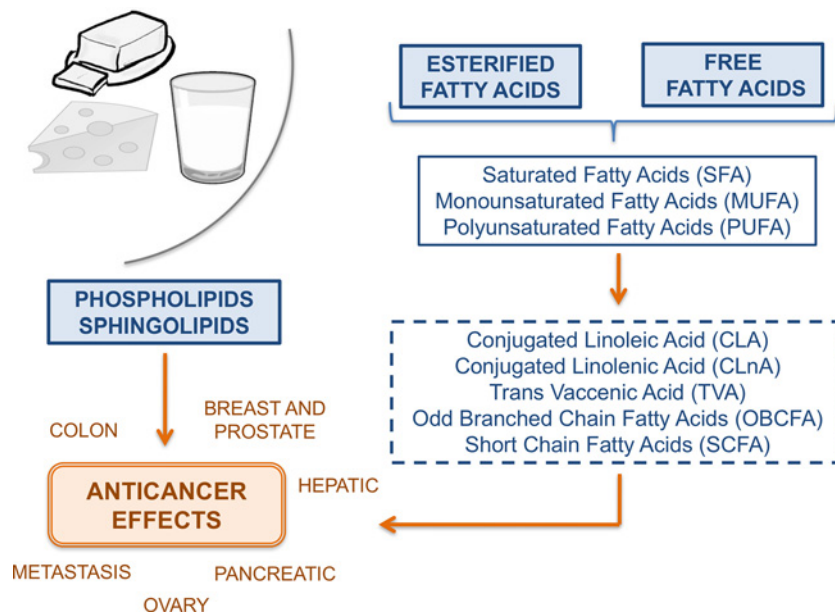 ESTERIFIED
FATTY ACIDS
FREE
FATTY ACIDS
Saturated Fatty Acids (SFA)
Monounsaturated Fatty Acids (MUFA)
Polyunsaturated Fatty Acids (PUFA)
PHOSPHOLIPIDS
SPHINGOLIPIDS
Conjugated Linoleic Acid (CLA)
Conjugated Linolenic Acid (CLnA)
Trans Vaccenic Acid (TVA)
Odd Branched Chain Fatty Acids (OBCFA)
Short Chain Fatty Acids (SCFA)
COLON
BREAST AND
PROSTATE
ANTICANCER
EFFECTS
HEPATIC
METASTASIS
PANCREATIC
OVARY